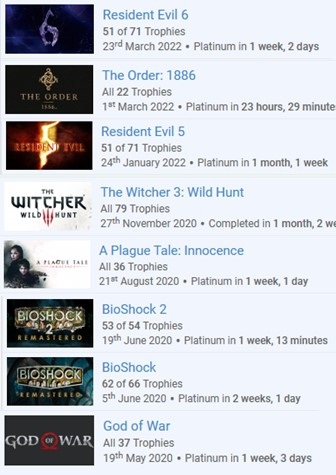 6
Resident Evil 6
51 of 71 Trophies
23rd March 2022 • Platinum in 1 week, 2 days
THE ORDER
1886
The Order: 1886
All 22 Trophies
1st March 2022 • Platinum in 23 hours, 29 minute
5
RESIDENT EVIL
Resident Evil 5
51 of 71 Trophies
24th January 2022 • Platinum in 1 month, 1 week
THE
WITCHER
WILD HUNT
The Witcher 3: Wild Hunt
All 79 Trophies
27th November 2020 • Completed in 1 month, 2 we
A PLAGUE TALE
A Plague Tale: Innocence
All 36 Trophies
21st August 2020 • Platinum in 1 week, 1 day
BIOSHOCK
2
REMASTERED
BioShock 2
53 of 54 Trophies
19th June 2020 • Platinum in 1 week, 13 minutes
BIOSHOCK
REMASTERED
BioShock
62 of 66 Trophies
5th June 2020 • Platinum in 2 weeks, 1 day
GOD OF WAR
God of War
All 37 Trophies
19th May 2020 • Platinum in 1 week, 3 days